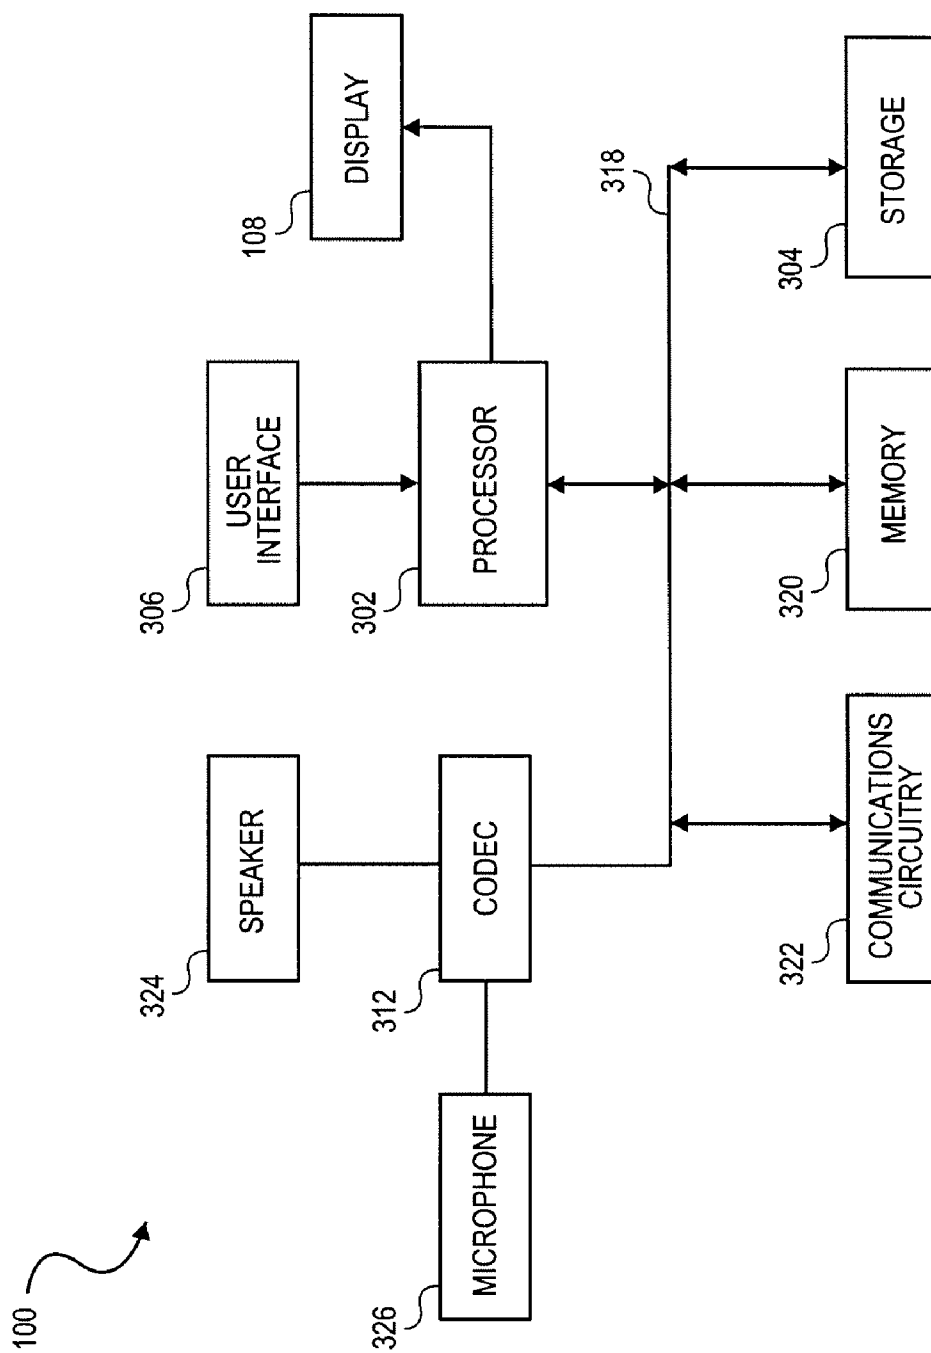 100
324
SPEAKER
306
USER
INTERFACE
108
DISPLAY
326
MICROPHONE
312
CODEC
302
PROCESSOR
318
322
COMMUNICATIONS
CIRCUITRY
320
MEMORY
304
STORAGE